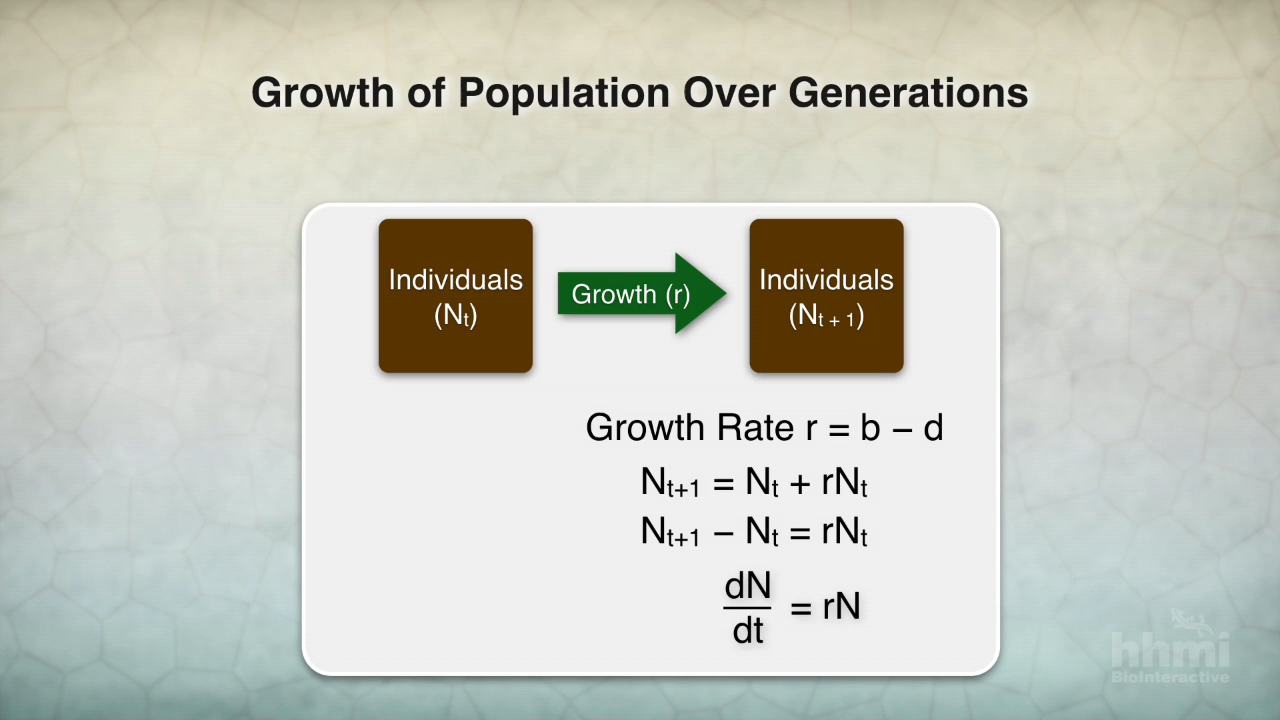 Growth of Population Over Generations
Individuals
(Nₜ)
Growth (r)
Individuals
(Nₜ ₊ ₁)
Growth Rate r = b – d
Nₜ₊₁ = Nₜ + rNₜ
Nₜ₊₁ – Nₜ = rNₜ
dN
dt
= rN
hhmi
BioInteractive